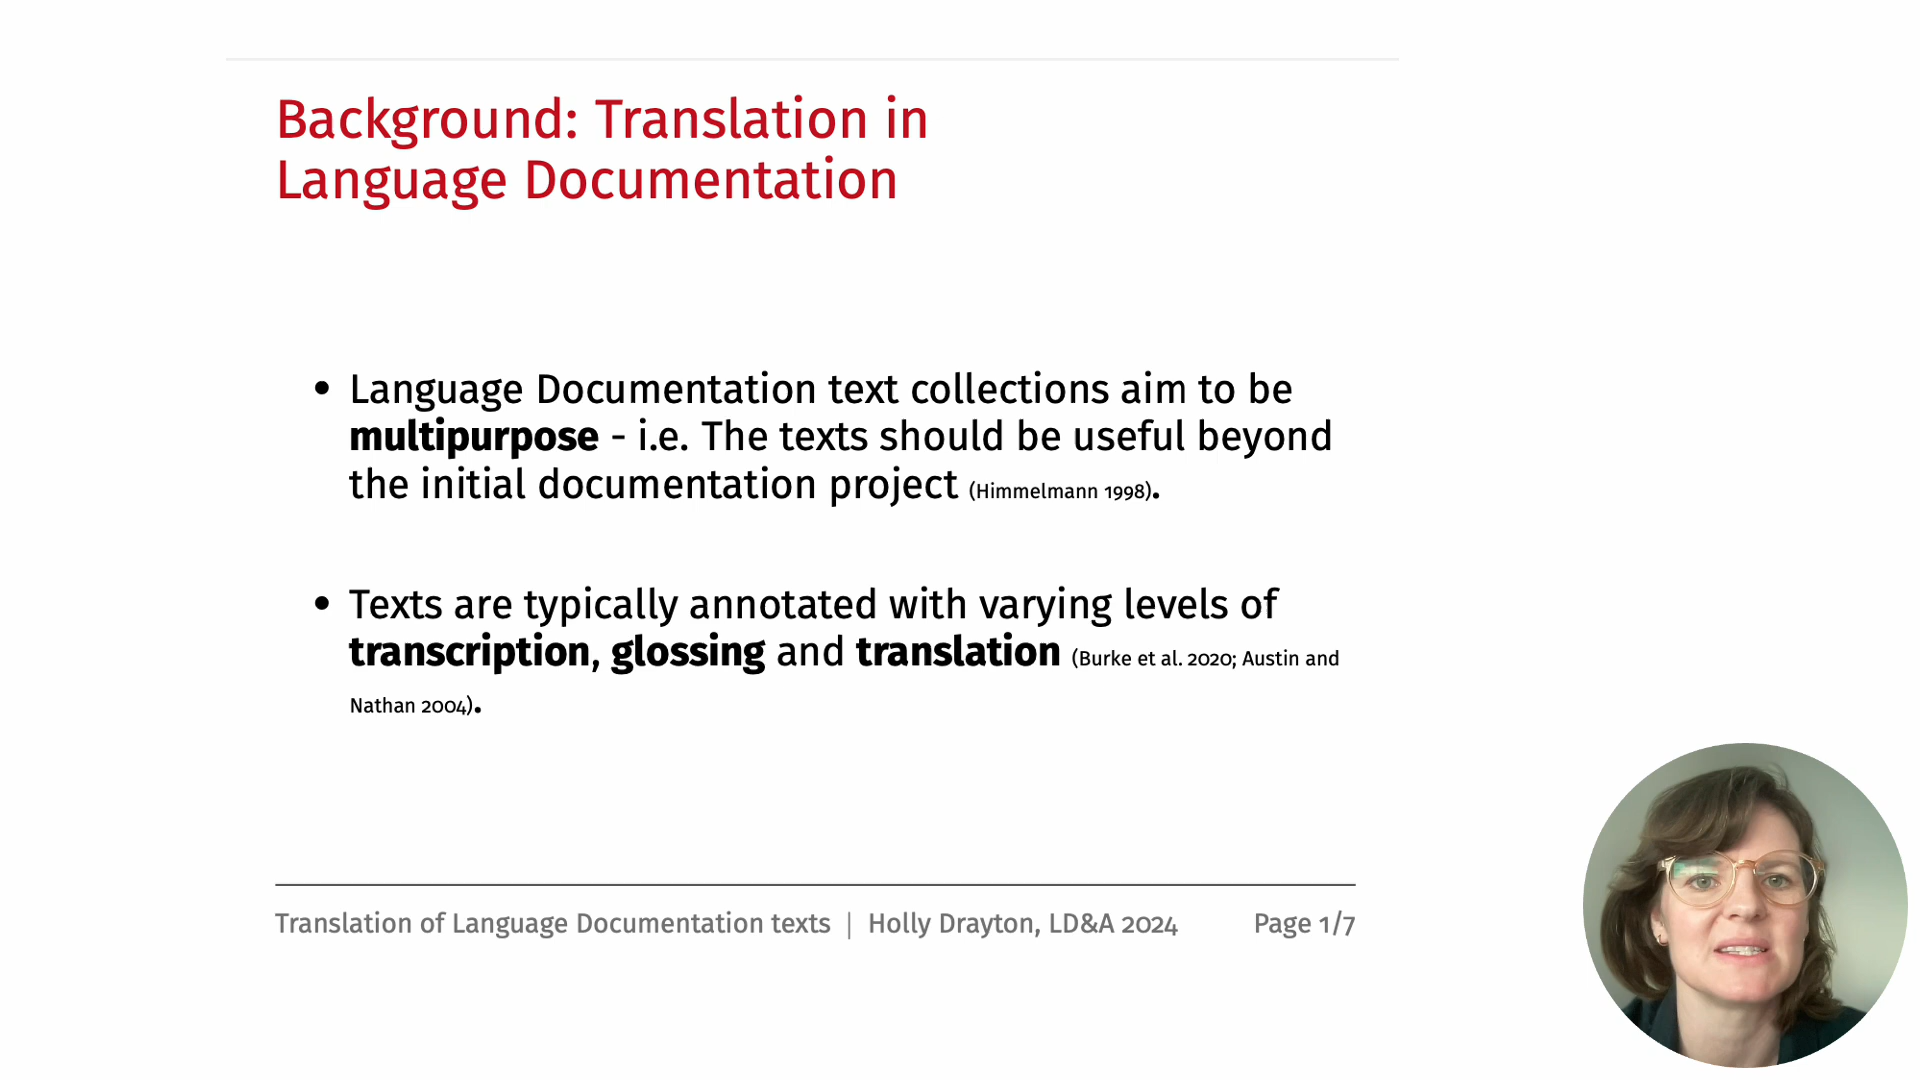 Background: Translation in
Language Documentation
• Language Documentation text collections aim to be
multipurpose - i.e. The texts should be useful beyond
the initial documentation project (Himmelmann 1998).
• Texts are typically annotated with varying levels of
transcription, glossing and translation (Burke et al. 2020; Austin and
Nathan 2004).
Translation of Language Documentation texts | Holly Drayton, LD&A 2024 Page 1/7